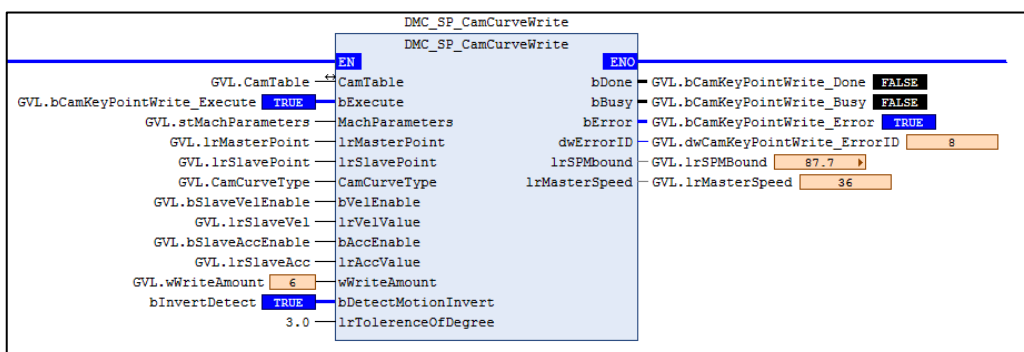 DMC_SP_CamCurveWrite
DMC_SP_CamCurveWrite
EN ENO
GVL.CamTable CamTable bDone GVL.bCamKeyPointWrite_Done FALSE
GVL.bCamKeyPointWrite_Execute TRUE bExecute bBusy GVL.bCamKeyPointWrite_Busy FALSE
GVL.stMachParameters MachParameters bError GVL.bCamKeyPointWrite_Error TRUE
GVL.lrMasterPoint lrMasterPoint dwErrorID GVL.dwCamKeyPointWrite_ErrorID 8
GVL.lrSlavePoint lrSlavePoint lrSPMbound GVL.lrSPMBound 87.7
GVL.CamCurveType CamCurveType lrMasterSpeed GVL.lrMasterSpeed 36
GVL.bSlaveVelEnable bVelEnable
GVL.lrSlaveVel lrVelValue
GVL.bSlaveAccEnable bAccEnable
GVL.lrSlaveAcc lrAccValue
GVL.wWriteAmount 6 wWriteAmount
bInvertDetect TRUE bDetectMotionInvert
3.0 lrTolerenceOfDegree